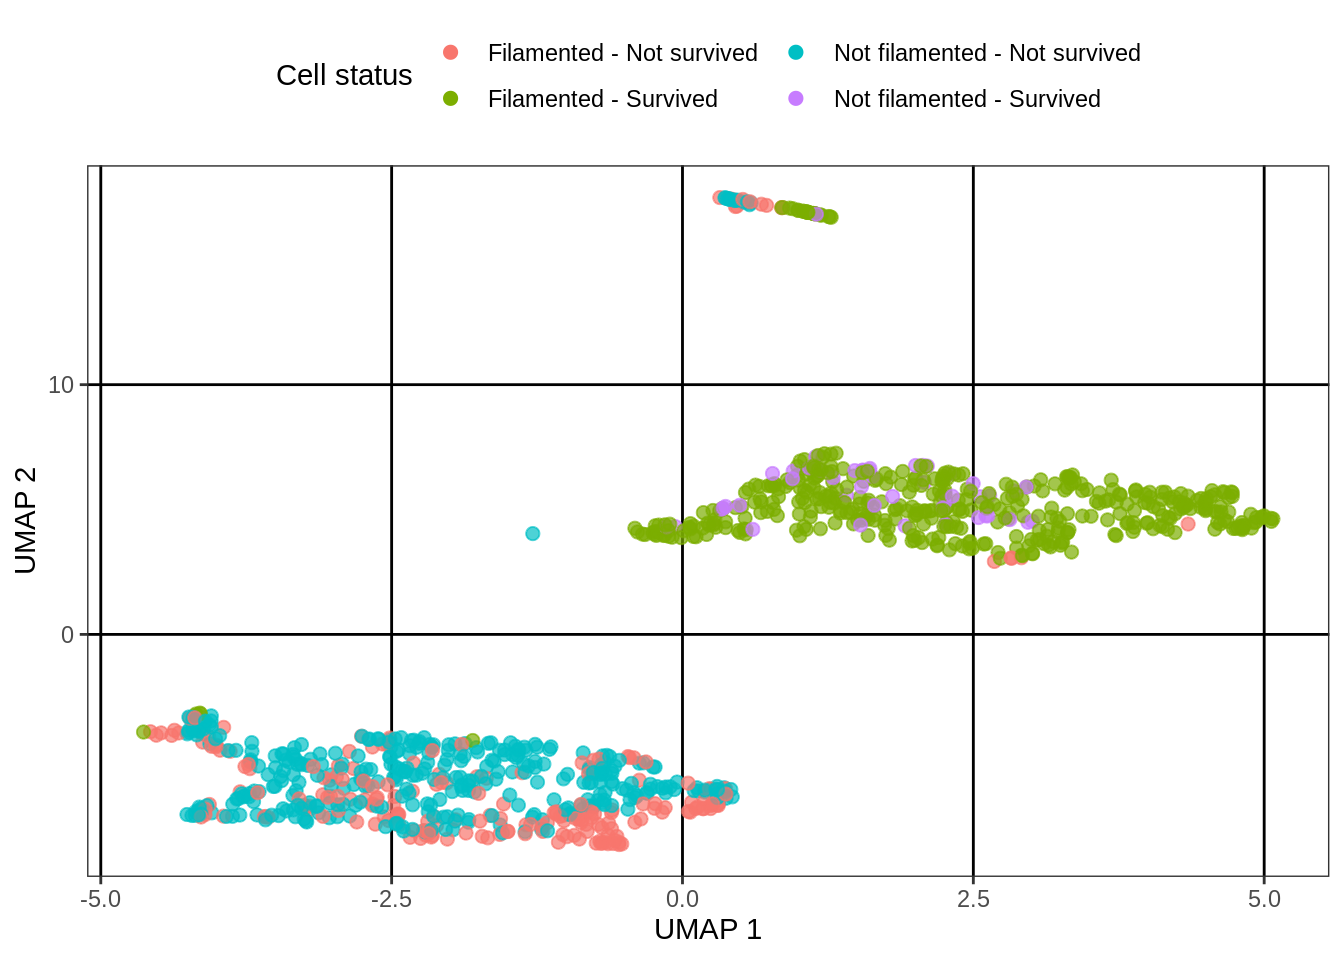 Cell status
Filamented - Not survived
Not filamented - Not survived
Filamented - Survived
Not filamented - Survived
UMAP 2
10
0
-5.0
-2.5
0.0
2.5
5.0
UMAP 1